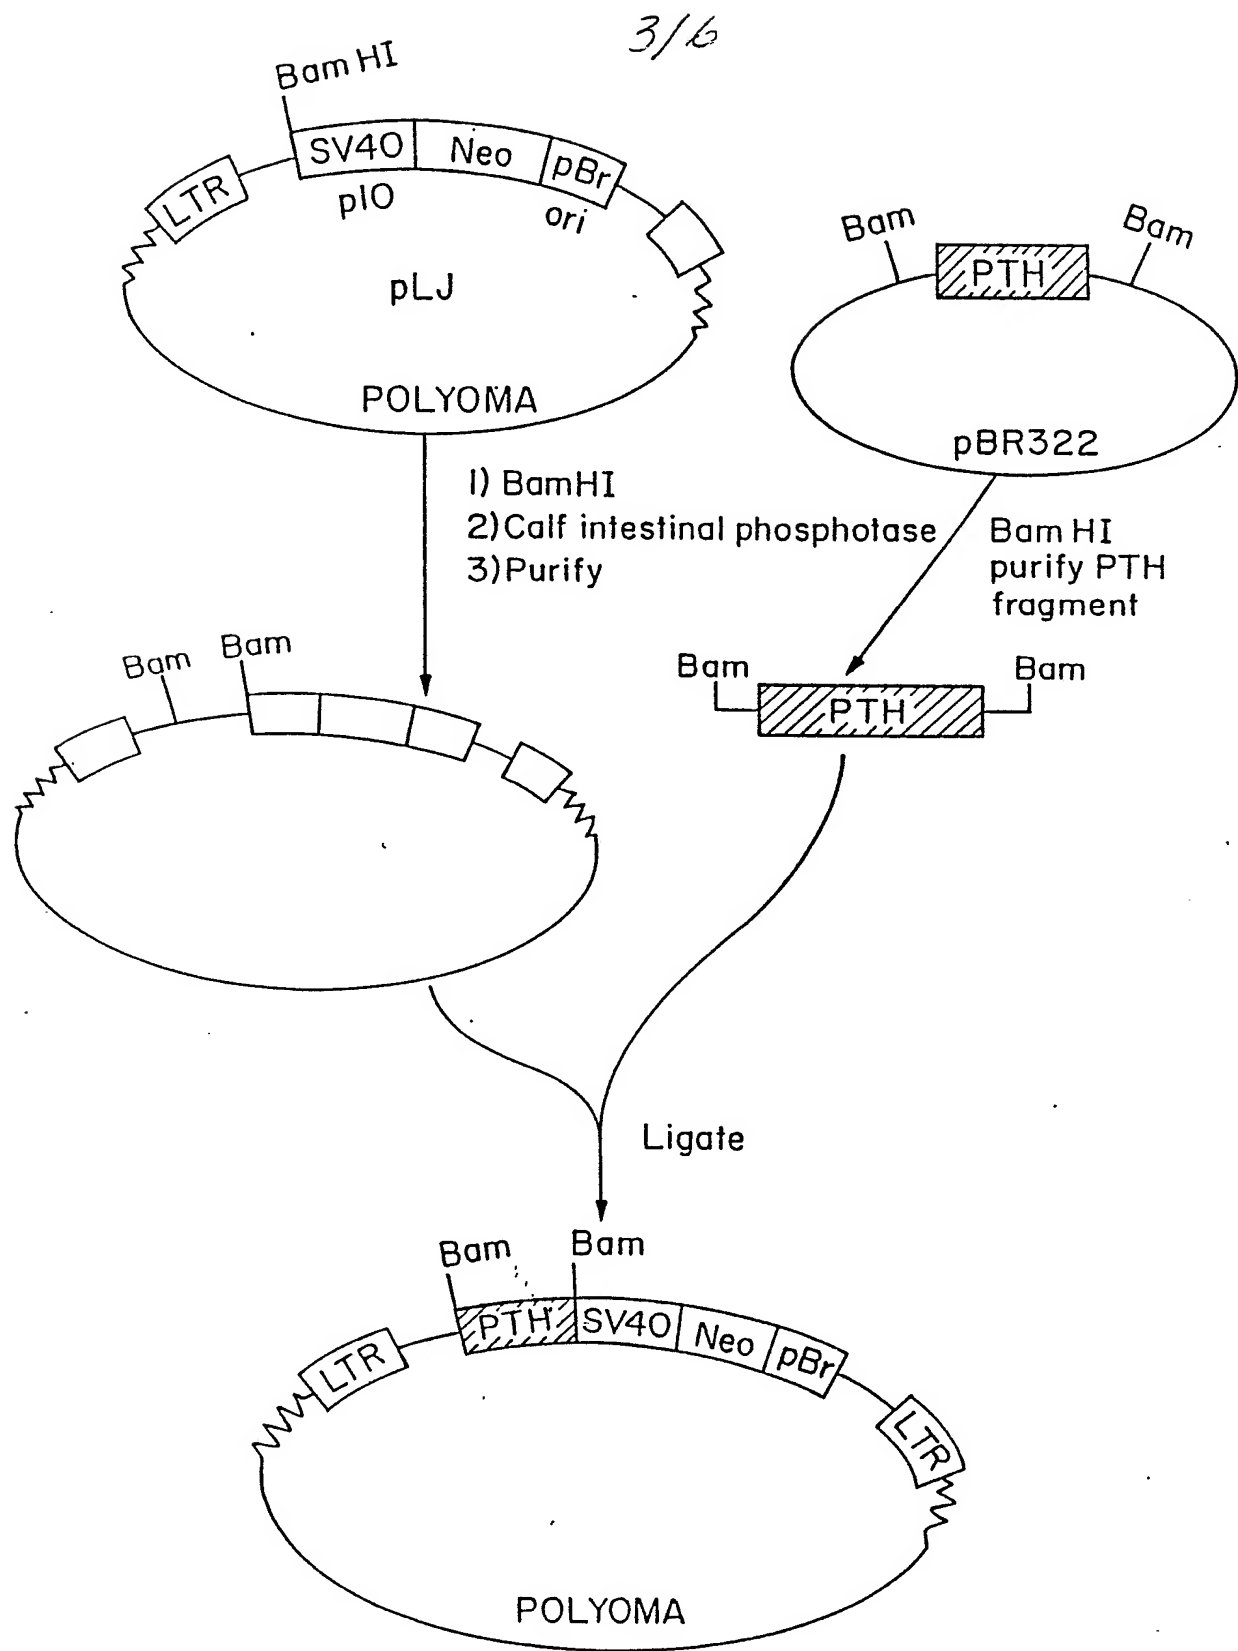 3/6
Bam HI
SV40
Neo
pBr
LTR
pIO
ori
pLJ
POLYOMA
Bam
Bam
PTH
pBR322
1) BamHI
2) Calf intestinal phosphotase
3) Purify
Bam HI
purify PTH
fragment
Bam
Bam
Bam
Bam
PTH
Ligate
Bam
Bam
PTH
SV40
Neo
pBr
LTR
LTR
POLYOMA